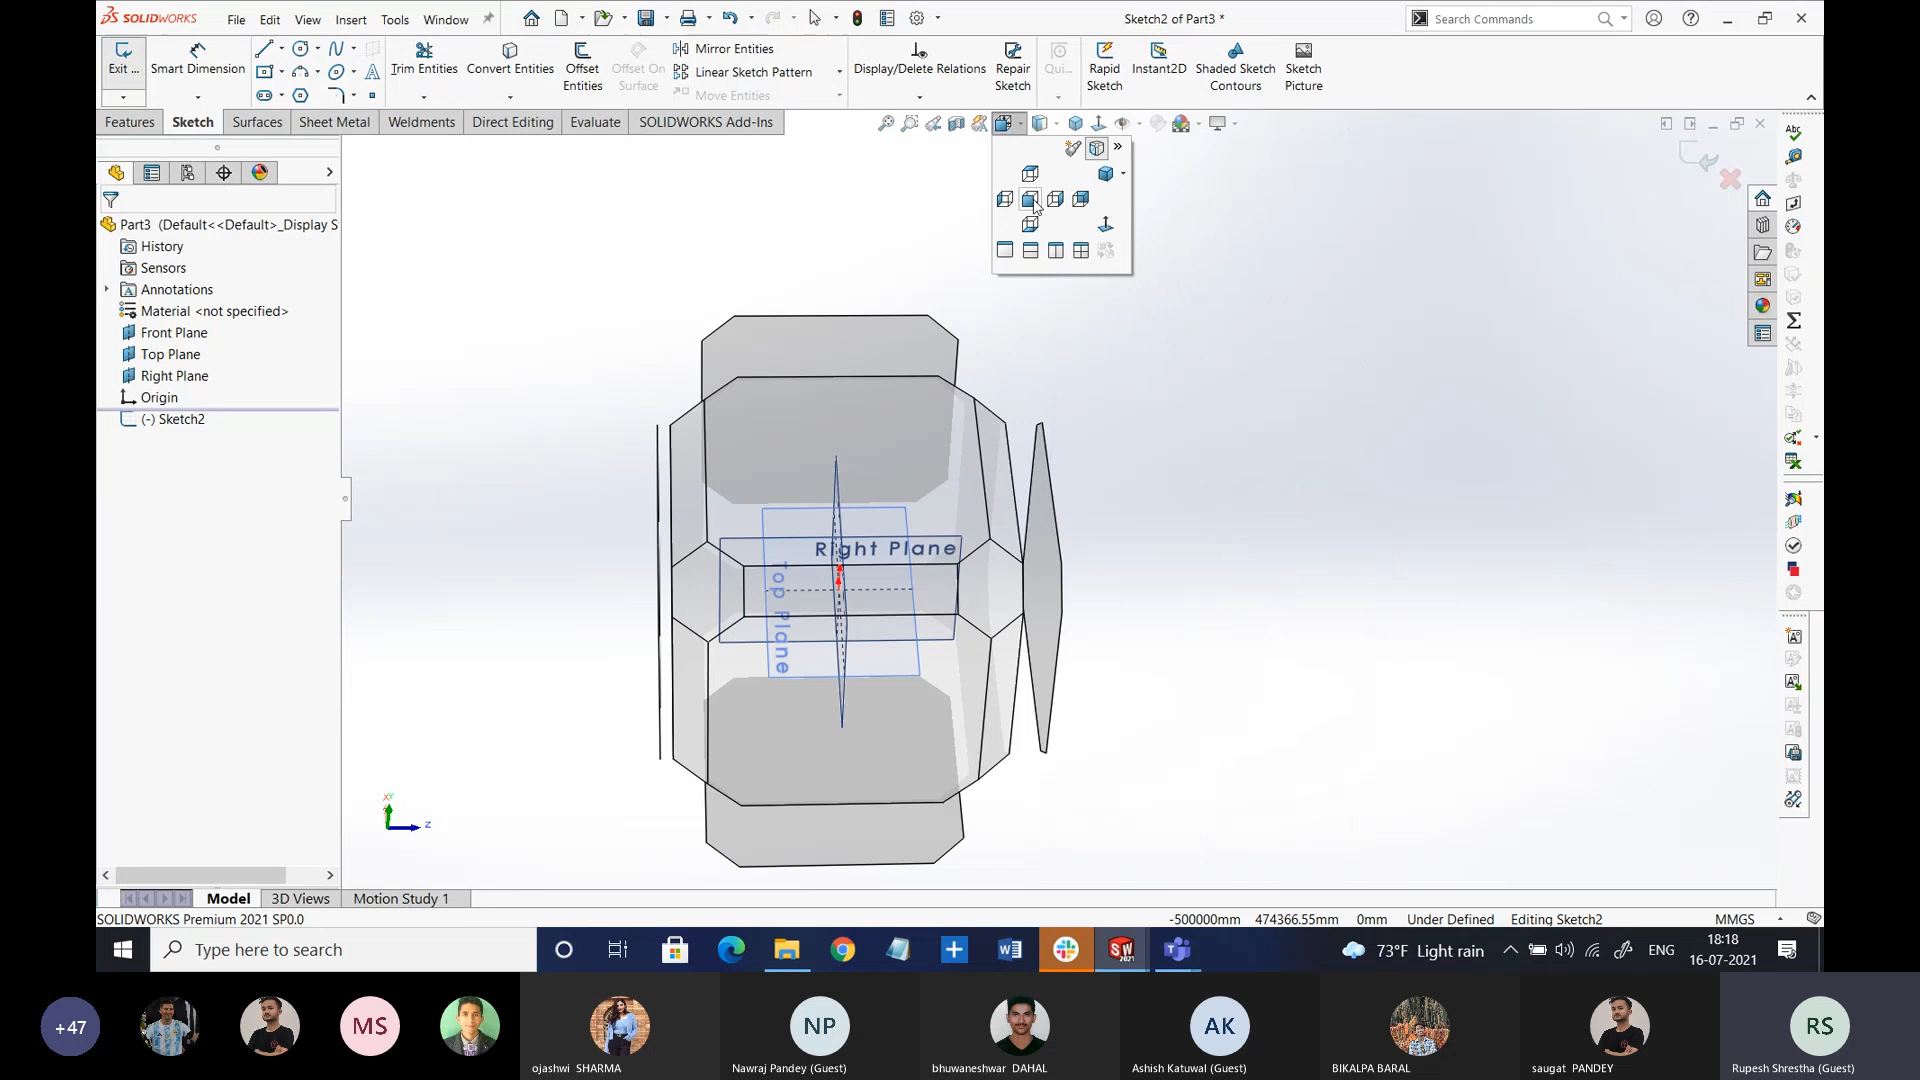 SOLIDWORKS File Edit View Insert Tools Window Sketch2 of Part3 * Search Commands
Exit ... Smart Dimension Trim Entities Convert Entities Offset Entities Offset On Surface Mirror Entities Linear Sketch Pattern Move Entities Display/Delete Relations Repair Sketch Qui... Rapid Sketch Instant2D Shaded Sketch Contours Sketch Picture
Features Sketch Surfaces Sheet Metal Weldments Direct Editing Evaluate SOLIDWORKS Add-Ins
Part3 (Default<<Default>_Display S
History
Sensors
Annotations
Material <not specified>
Front Plane
Top Plane
Right Plane
Origin
(-) Sketch2
Right Plane
Top Plane
Z
Model 3D Views Motion Study 1
SOLIDWORKS Premium 2021 SP0.0 -500000mm 474366.55mm 0mm Under Defined Editing Sketch2 MMGS
Type here to search 73°F Light rain ENG 18:18
16-07-2021
+47 MS NP AK RS
ojashwi SHARMA Nawraj Pandey (Guest) bhuwaneshwar DAHAL Ashish Katuwal (Guest) BIKALPA BARAL saugat PANDEY Rupesh Shrestha (Guest)